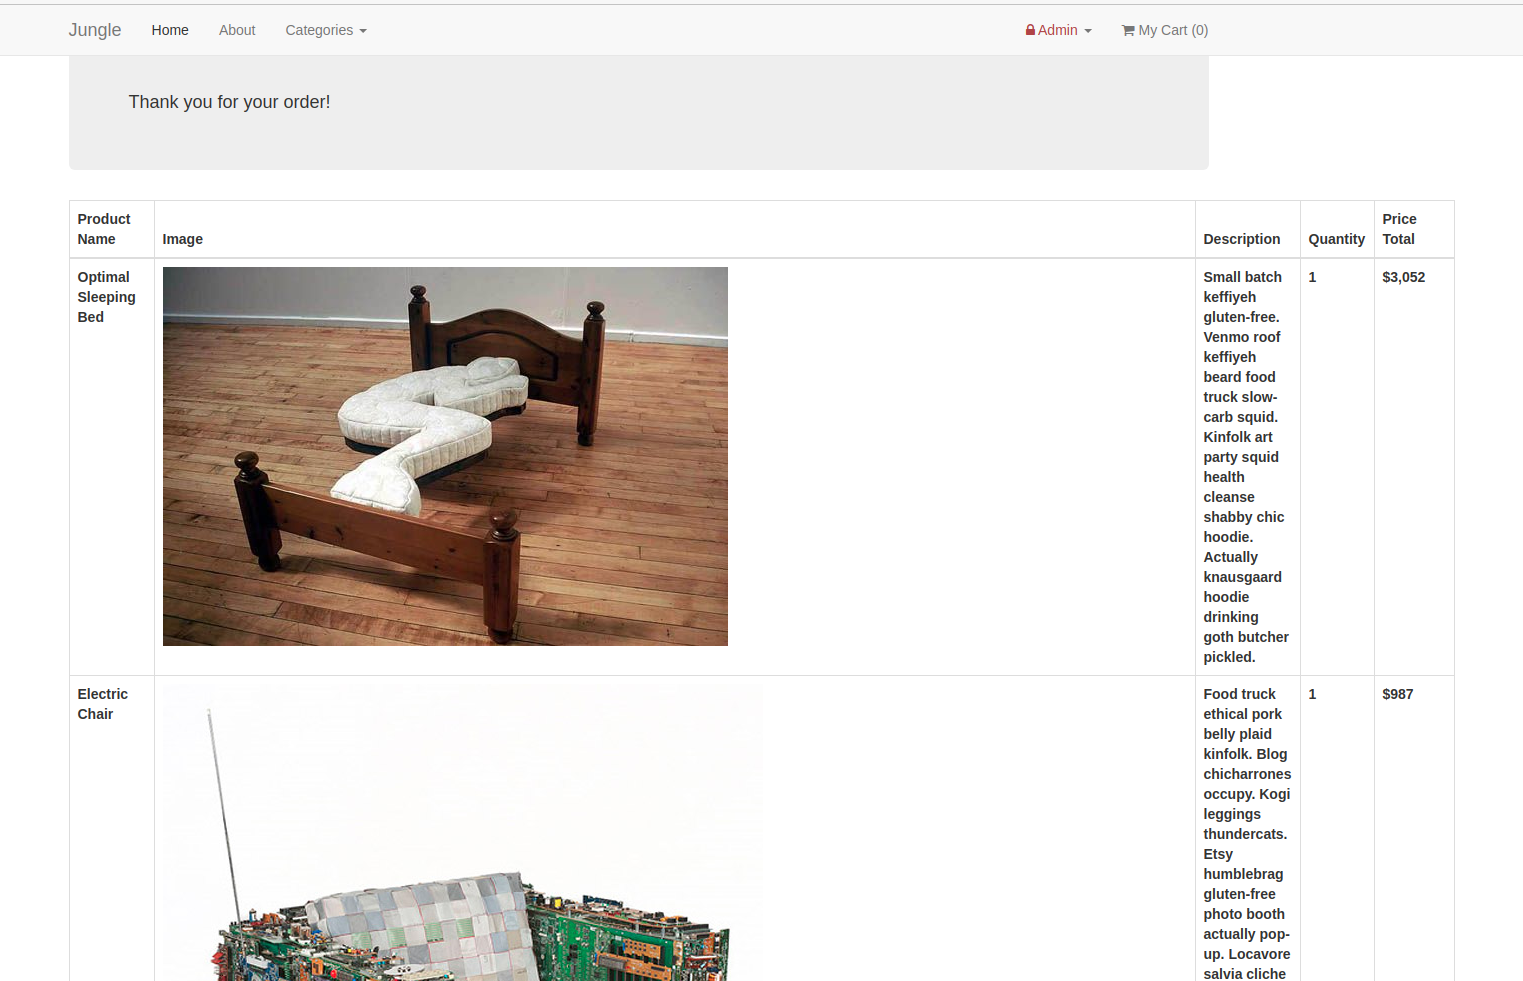 Jungle Home About Categories Admin My Cart (0)
Thank you for your order!
Product Name Image Description Quantity Price Total
Optimal
Sleeping
Bed
Small batch
keffiyeh
gluten-free.
Venmo roof
keffiyeh
beard food
truck slow-
carb squid.
Kinfolk art
party squid
health
cleanse
shabby chic
hoodie.
Actually
knausgaard
hoodie
drinking
goth butcher
pickled.
1
$3,052
Electric
Chair
Food truck
ethical pork
belly plaid
kinfolk. Blog
chicharrones
occupy. Kogi
leggings
thundercats.
Etsy
humblebrag
gluten-free
photo booth
actually pop-
up. Locavore
salvia cliche
1
$987